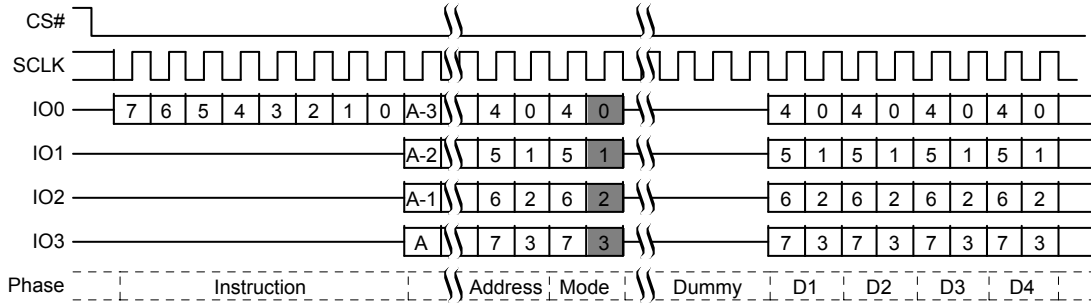 CS#
SCLK
IO0 7 6 5 4 3 2 1 0 A-3 4 0 4 0 4 0 4 0 4 0 4 0
IO1 A-2 5 1 5 1 5 1 5 1 5 1 5 1
IO2 A-1 6 2 6 2 6 2 6 2 6 2 6 2
IO3 A 7 3 7 3 7 3 7 3 7 3 7 3
Phase Instruction Address Mode Dummy D1 D2 D3 D4